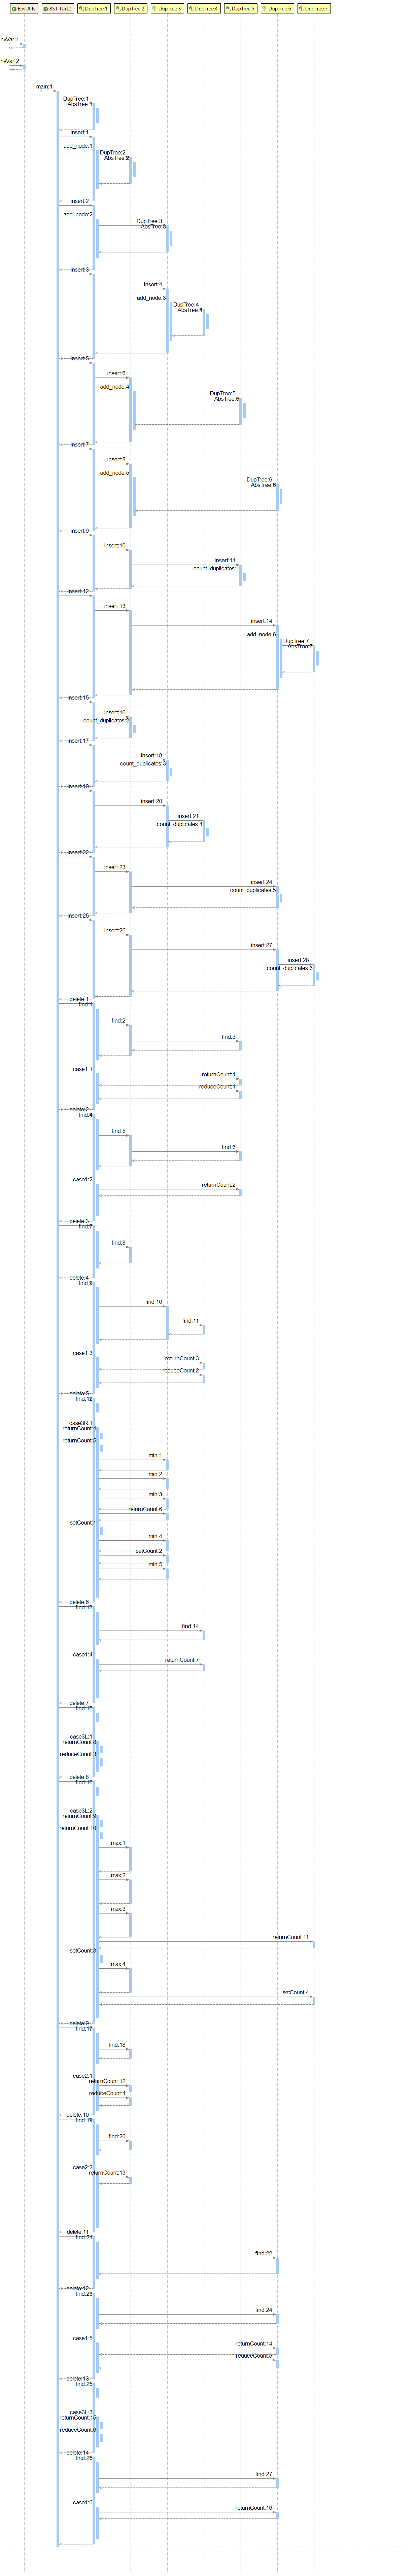 EnvUtils BST_Part2 DupTree:1 DupTree:2 DupTree:3 DupTree:4 DupTree:5 DupTree:6 DupTree:7
nvVar:1
nvVar:2
main:1
DupTree:1
AbsTree:1
insert:1
add_node:1
DupTree:2
AbsTree:2
insert:2
add_node:2
DupTree:3
AbsTree:3
insert:3
insert:4
add_node:3
DupTree:4
AbsTree:4
insert:5
insert:6
add_node:4
DupTree:5
AbsTree:5
insert:7
insert:8
add_node:5
DupTree:6
AbsTree:6
insert:9
insert:10
insert:11
count_duplicates:1
insert:12
insert:13
insert:14
add_node:6
DupTree:7
AbsTree:7
insert:15
insert:16
count_duplicates:2
insert:17
insert:18
count_duplicates:3
insert:19
insert:20
insert:21
count_duplicates:4
insert:22
insert:23
insert:24
count_duplicates:5
insert:25
insert:26
insert:27
insert:28
count_duplicates:6
delete:1
find:1
find:2
find:3
case1:1
returnCount:1
reduceCount:1
delete:2
find:4
find:5
find:6
case1:2
returnCount:2
delete:3
find:7
find:8
delete:4
find:9
find:10
find:11
case1:3
returnCount:3
reduceCount:2
delete:5
find:12
case3R:1
returnCount:4
returnCount:5
min:1
min:2
min:3
returnCount:6
setCount:1
min:4
setCount:2
min:5
delete:6
find:13
find:14
case1:4
returnCount:7
delete:7
find:15
case3L:1
returnCount:8
reduceCount:3
delete:8
find:16
case3L:2
returnCount:9
returnCount:10
max:1
max:2
max:3
returnCount:11
setCount:3
max:4
setCount:4
delete:9
find:17
find:18
case2:1
returnCount:12
reduceCount:4
delete:10
find:19
find:20
case2:2
returnCount:13
delete:11
find:21
find:22
delete:12
find:23
find:24
case1:5
returnCount:14
reduceCount:5
delete:13
find:25
case3L:3
returnCount:15
reduceCount:6
delete:14
find:26
find:27
case1:6
returnCount:16